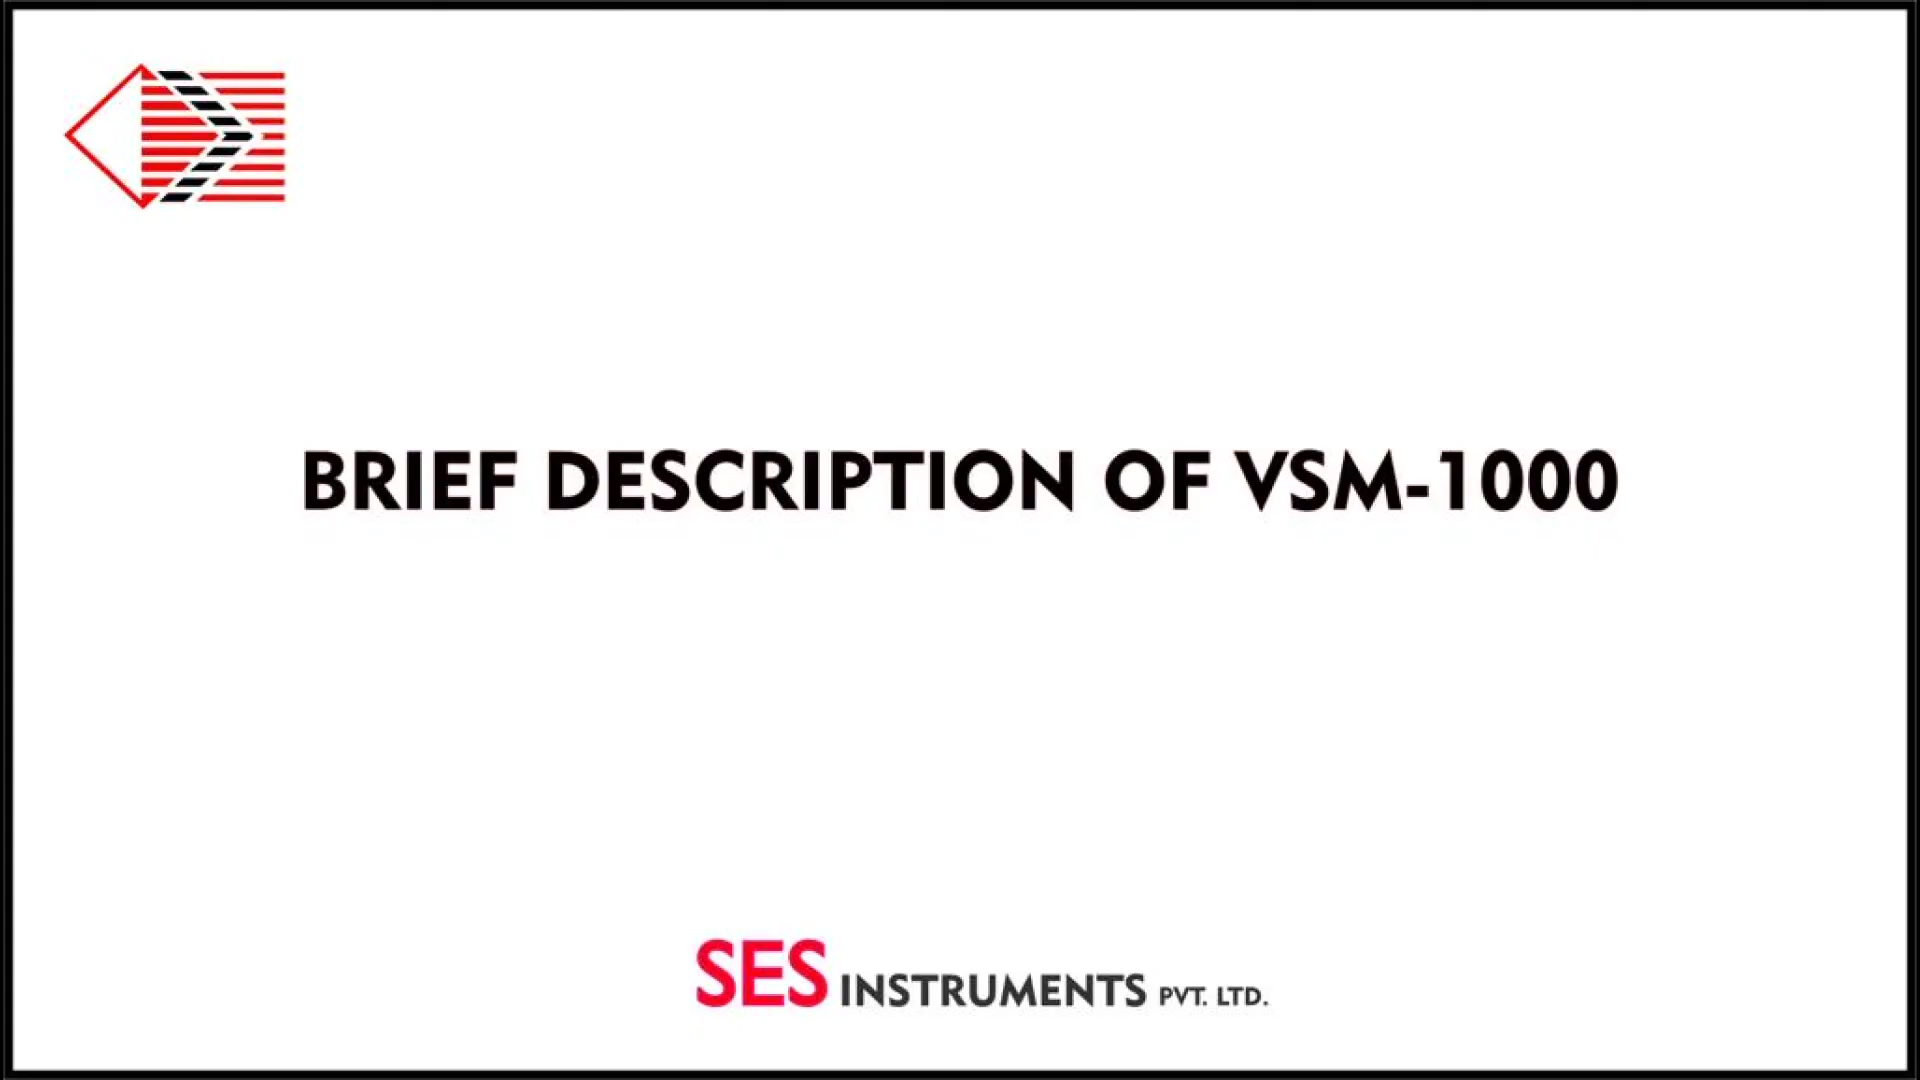 BRIEF DESCRIPTION OF VSM-1000
SES INSTRUMENTS PVT. LTD.